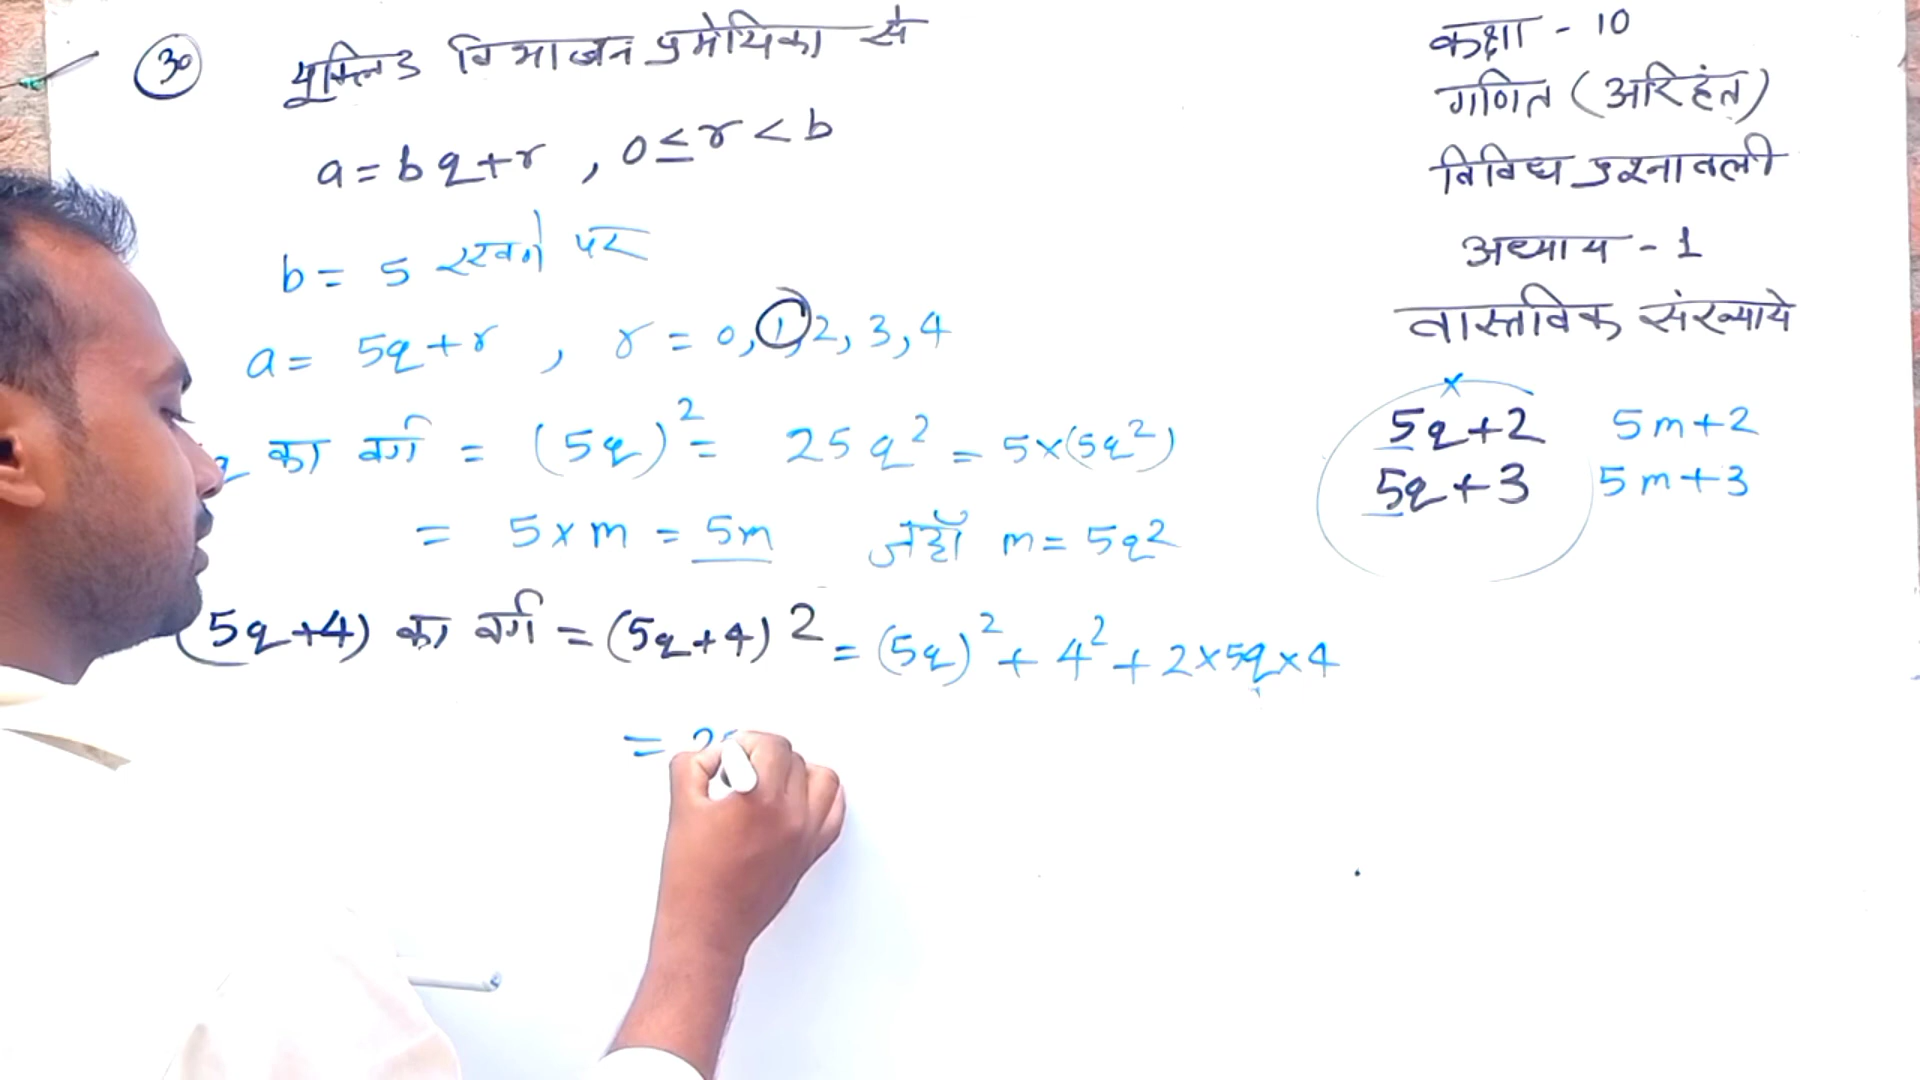 30 यूक्लिड विभाजन प्रमेयिका से
a = bq + r , 0 ≤ r < b
b = 5 रखने पर
a = 5q + r , r = 0, 1, 2, 3, 4
q का वर्ग = (5q)² = 25q² = 5×(5q²)
= 5×m = 5m जहाँ m = 5q²
(5q+4) का वर्ग = (5q+4)² = (5q)² + 4² + 2×5q×4
= 2
कक्षा - 10
गणित (अरिहंत)
विविध प्रश्नावली
अध्याय - 1
वास्तविक संख्याये
x
5q+2 5m+2
5q+3 5m+3